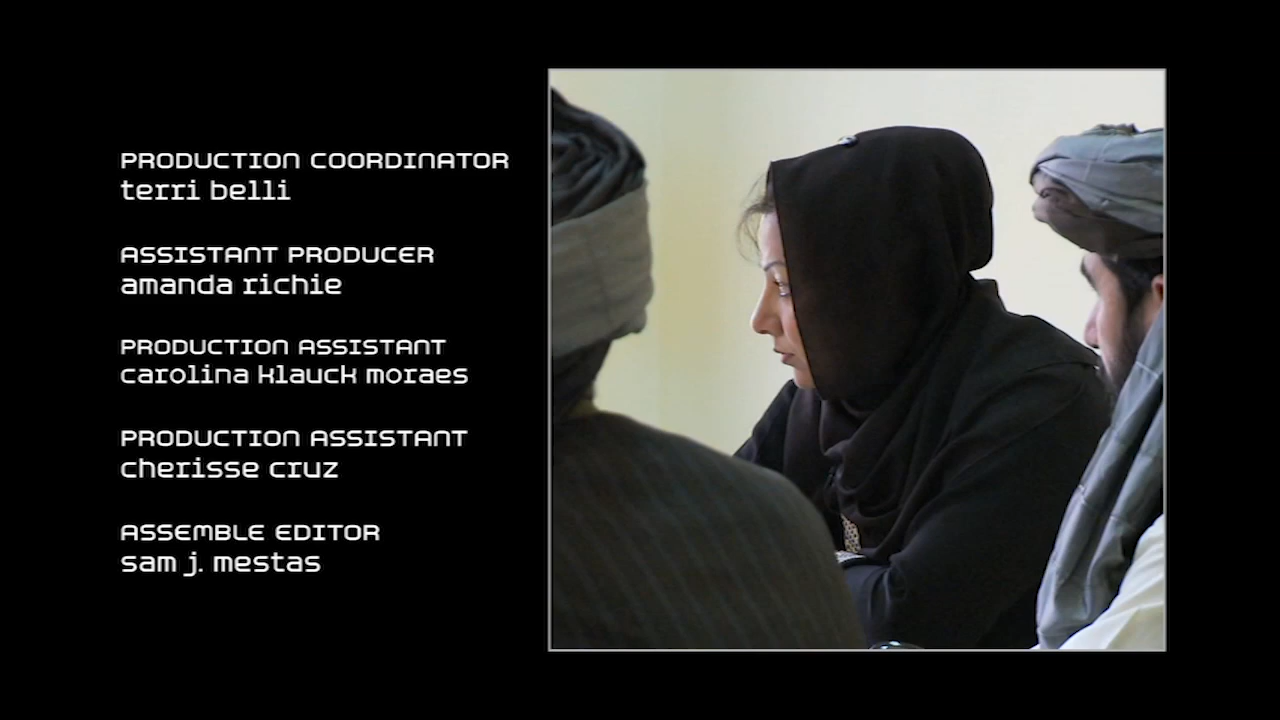 PRODUCTION COORDINATOR
terri belli
ASSISTANT PRODUCER
amanda richie
PRODUCTION ASSISTANT
carolina klauck moraes
PRODUCTION ASSISTANT
cherisse cruz
ASSEMBLE EDITOR
sam j. mestas